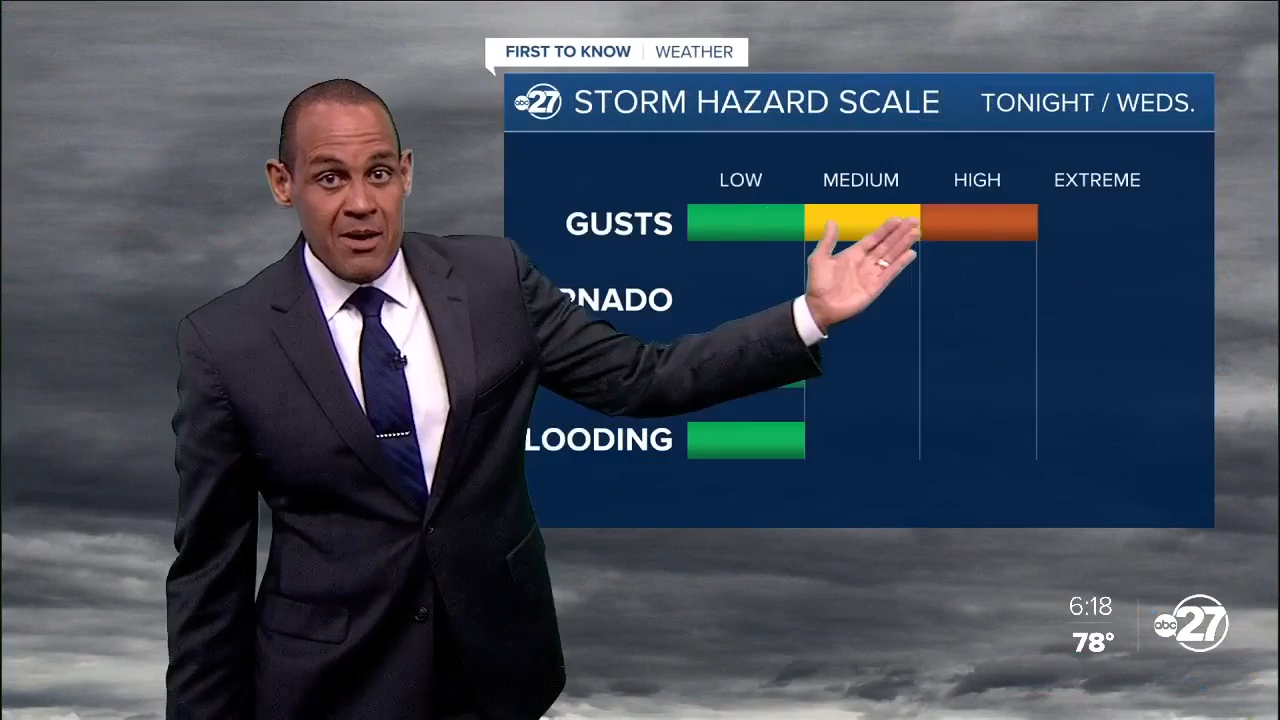 FIRST TO KNOW | WEATHER
abc 27 STORM HAZARD SCALE TONIGHT / WEDS.
LOW MEDIUM HIGH EXTREME
GUSTS
RNADO
LOODING
6:18
78°
abc 27